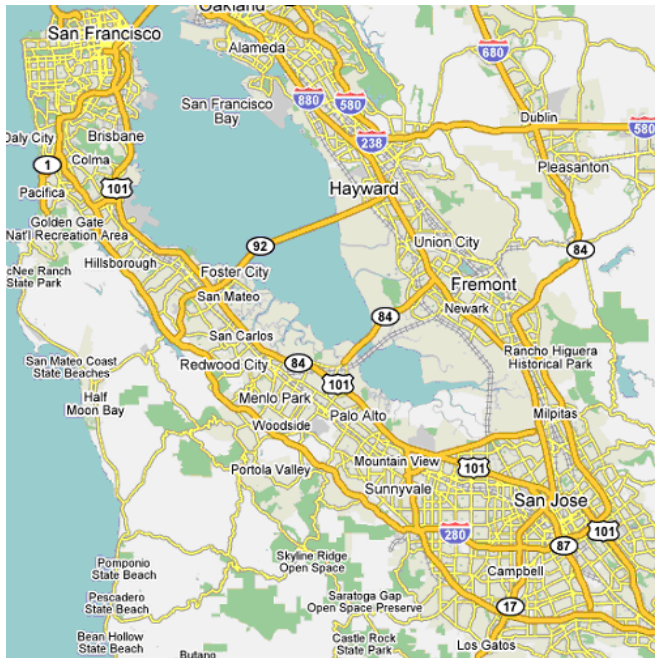 Oakland
San Francisco
Alameda
680
San Francisco
Bay
880
580
Dublin
580
Daly City
Brisbane
238
1
Colma
Pleasanton
101
Pacifica
Hayward
Golden Gate
Nat'l Recreation Area
92
Union City
84
Hillsborough
Foster City
cNee Ranch
State Park
San Mateo
Fremont
84
Newark
San Carlos
San Mateo Coast
State Beaches
Redwood City
84
Rancho Higuera
Historical Park
101
Half
Moon Bay
Menlo Park
Palo Alto
Milpitas
Woodside
Portola Valley
Mountain View
101
Sunnyvale
San Jose
280
87
101
Skyline Ridge
Open Space
Pomponio
State Beach
Campbell
Pescadero
State Beach
Saratoga Gap
Open Space Preserve
17
Bean Hollow
State Beach
Castle Rock
State Park
Los Gatos
Butano